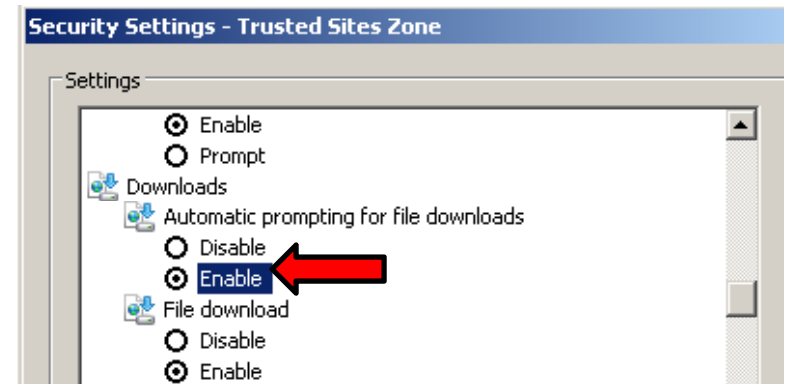 Security Settings - Trusted Sites Zone
Settings
Enable
Prompt
Downloads
Automatic prompting for file downloads
Disable
Enable
File download
Disable
Enable